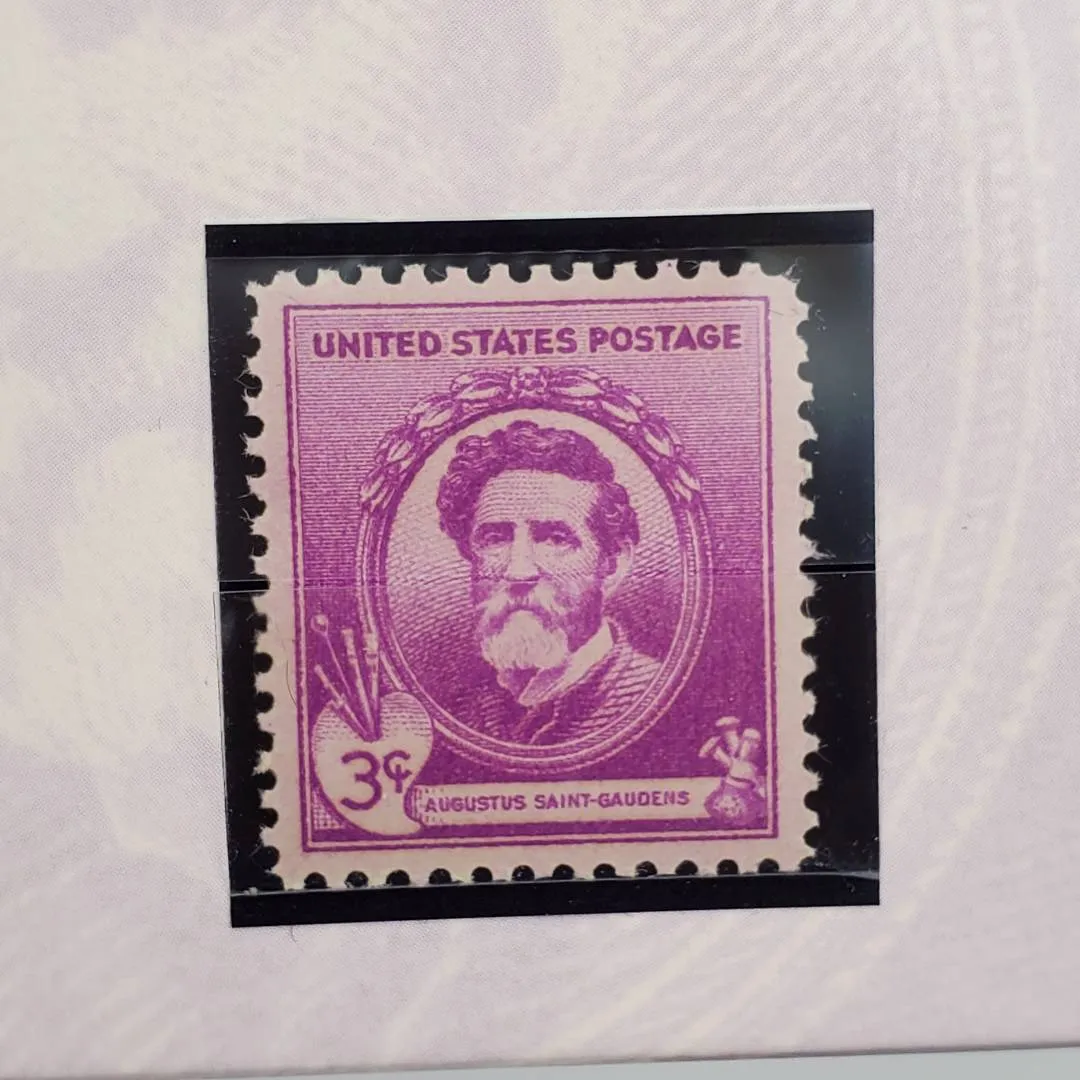 UNITED STATES POSTAGE
3¢
AUGUSTUS SAINT-GAUDENS